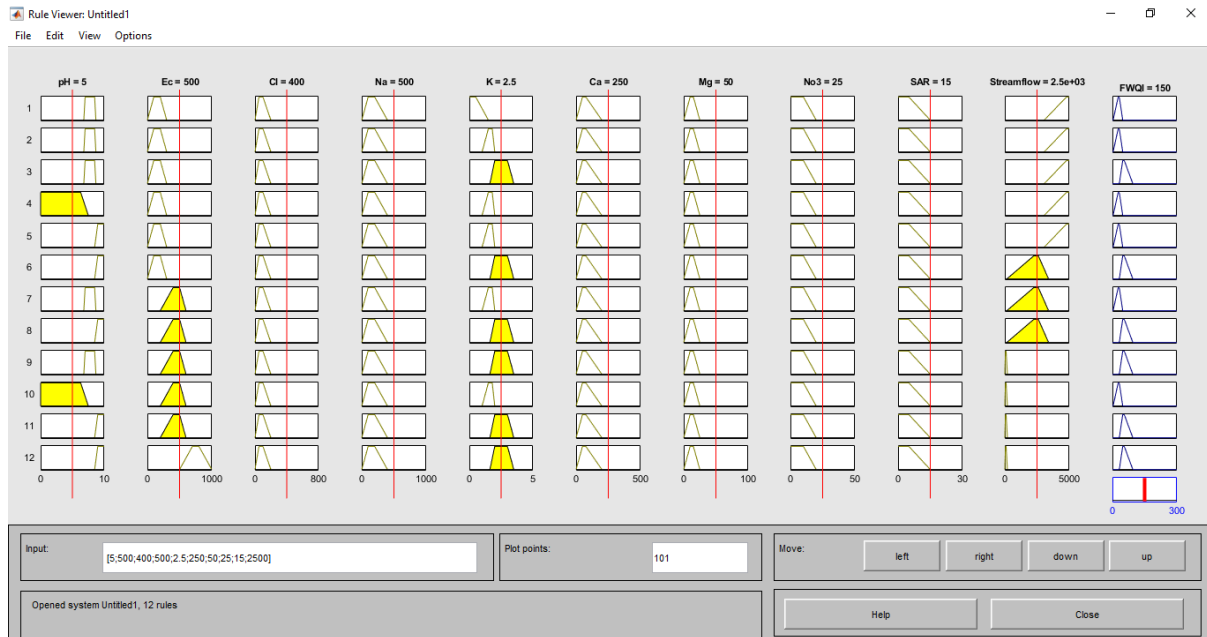 Rule Viewer: Untitled1
File Edit View Options
pH = 5 Ec = 500 Cl = 400 Na = 500 K = 2.5 Ca = 250 Mg = 50 No3 = 25 SAR = 15 Streamflow = 2.5e+03 FWQI = 150
1
2
3
4
5
6
7
8
9
10
11
12
0 10 0 1000 0 800 0 1000 0 5 0 500 0 100 0 50 0 30 0 5000
0 300
Input: [5;500;400;500;2.5;250;50;25;15;2500] Plot points: 101 Move: left right down up
Opened system Untitled1, 12 rules Help Close